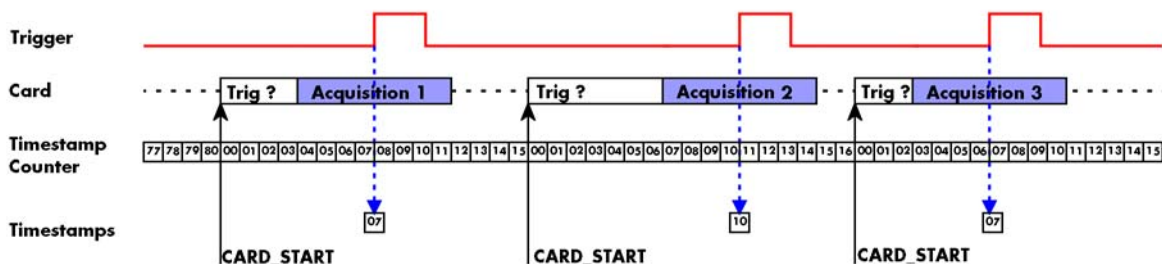 Trigger
Card
Trig ? Acquisition 1 Trig ? Acquisition 2 Trig ? Acquisition 3
Timestamp
Counter
77 78 79 80 00 01 02 03 04 05 06 07 08 09 10 11 12 13 14 15 00 01 02 03 04 05 06 07 08 09 10 11 12 13 14 15 16 00 01 02 03 04 05 06 07 08 09 10 11 12 13 14 15
Timestamps
07 10 07
CARD_START CARD_START CARD_START